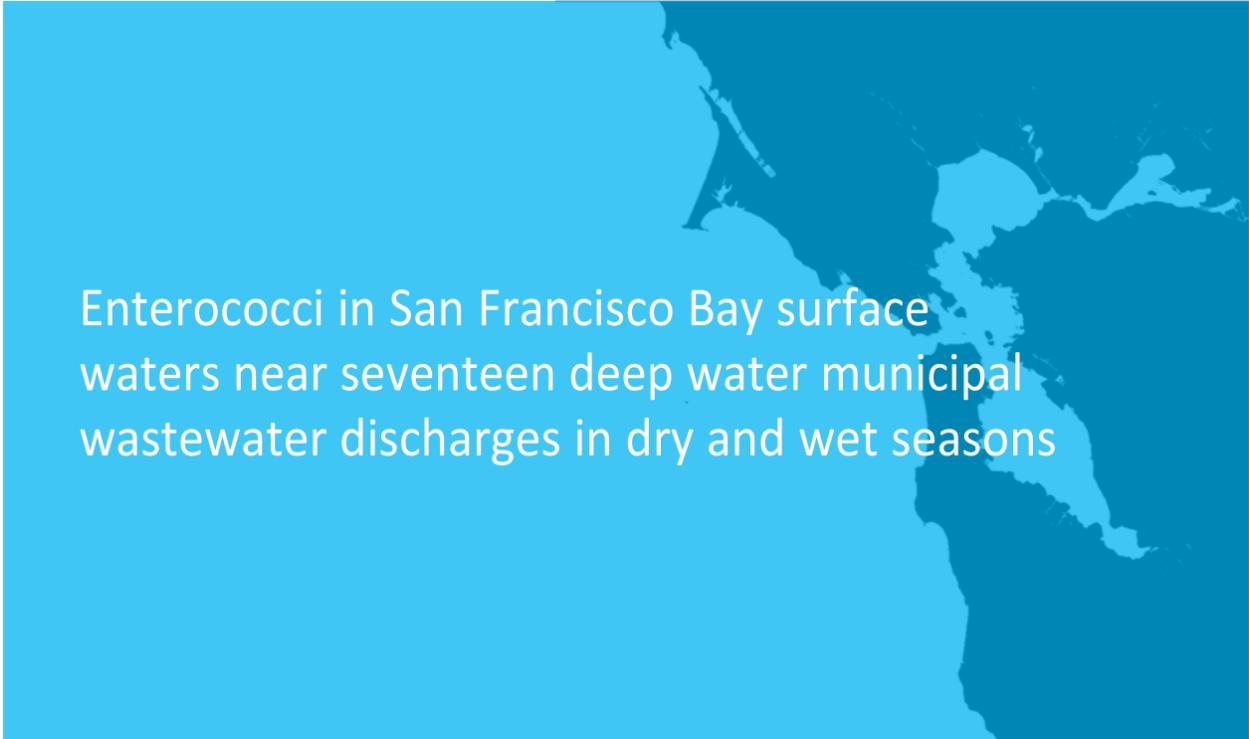 Enterococci in San Francisco Bay surface
waters near seventeen deep water municipal
wastewater discharges in dry and wet seasons